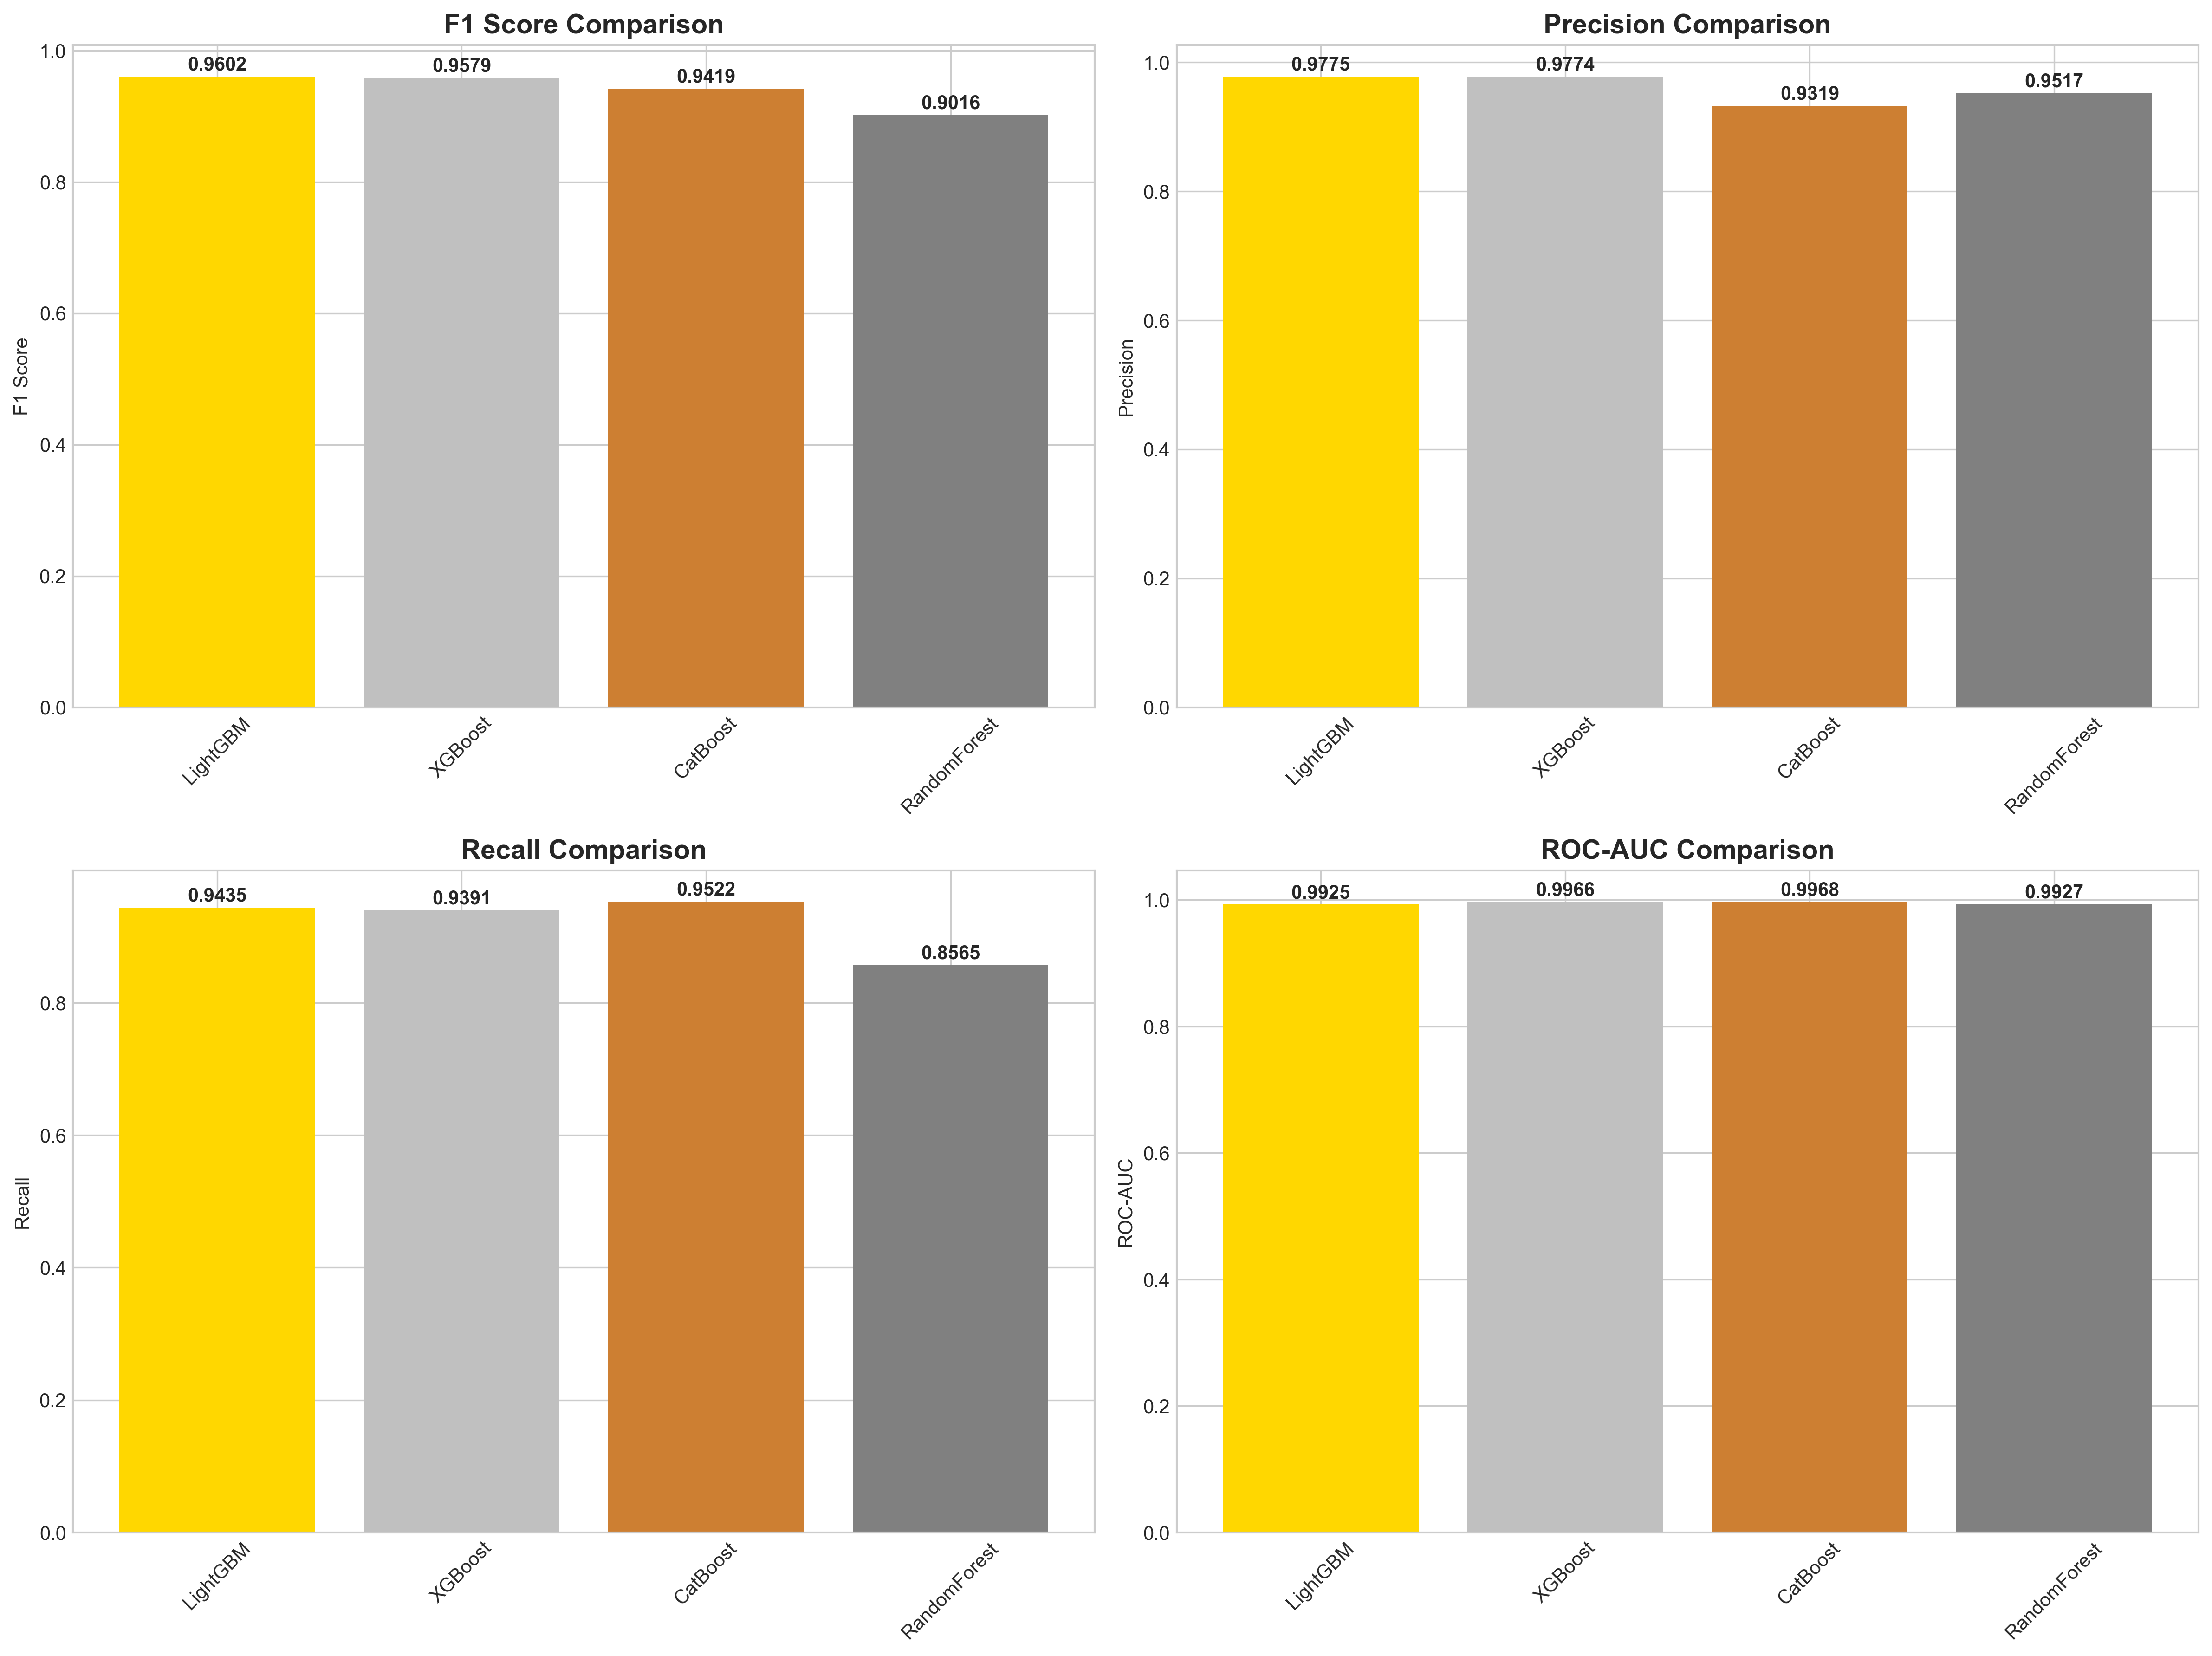 F1 Score Comparison
F1 Score
1.0
0.8
0.6
0.4
0.2
0.0
0.9602
0.9579
0.9419
0.9016
LightGBM
XGBoost
CatBoost
RandomForest
Precision Comparison
Precision
1.0
0.8
0.6
0.4
0.2
0.0
0.9775
0.9774
0.9319
0.9517
LightGBM
XGBoost
CatBoost
RandomForest
Recall Comparison
Recall
0.8
0.6
0.4
0.2
0.0
0.9435
0.9391
0.9522
0.8565
LightGBM
XGBoost
CatBoost
RandomForest
ROC-AUC Comparison
ROC-AUC
1.0
0.8
0.6
0.4
0.2
0.0
0.9925
0.9966
0.9968
0.9927
LightGBM
XGBoost
CatBoost
RandomForest